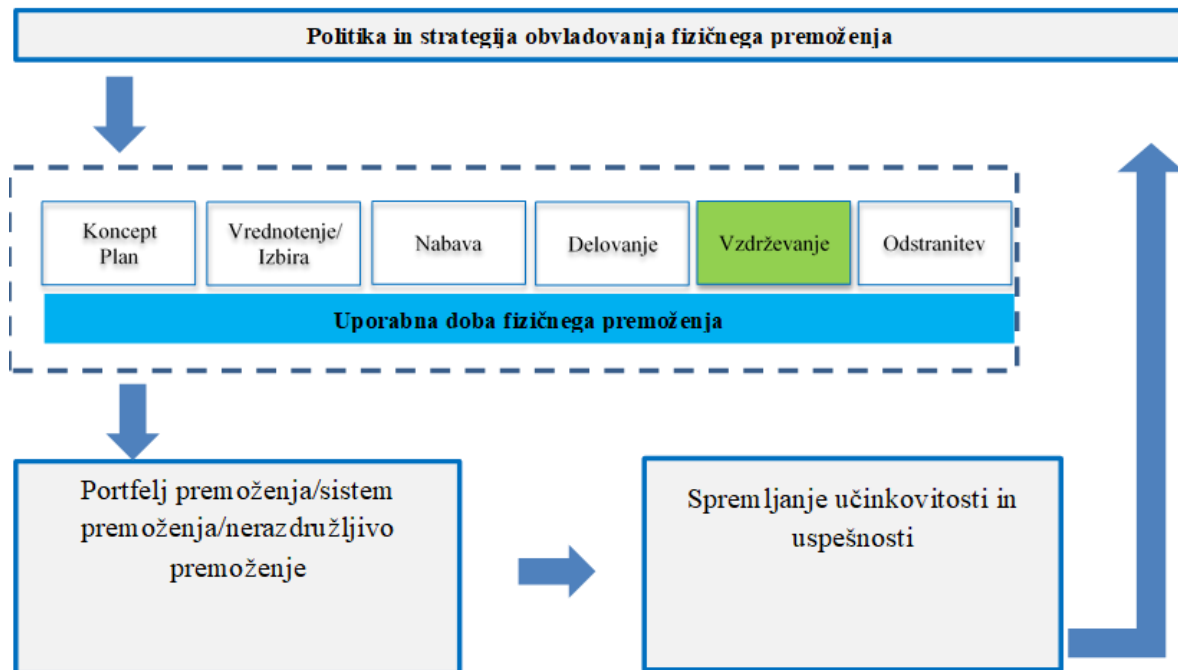 Politika in strategija obvladovanja fizičnega premoženja
Koncept
Plan
Vrednotenje/
Izbira
Nabava
Delovanje
Vzdrževanje
Odstranitev
Uporabna doba fizičnega premoženja
Portfelj premoženja/sistem
premoženja/nerazdružljivo
premoženje
Spremljanje učinkovitosti in
uspešnosti